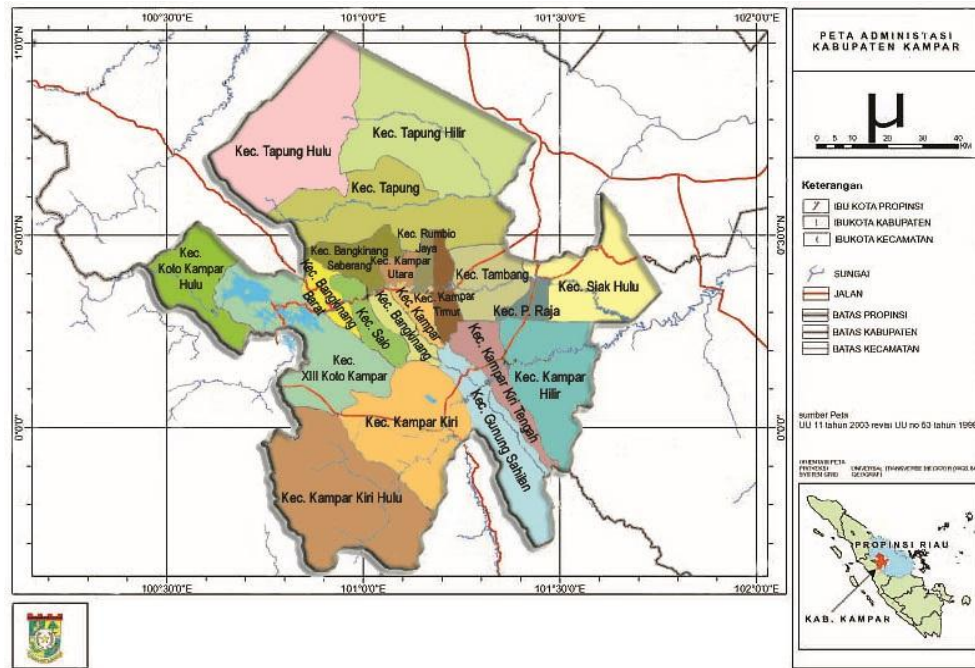 100°30'0"E
101°0'0"E
101°30'0"E
102°0'0"E
1°0'0"N
0°30'0"N
0°0'0"
Kec. Tapung Hulu
Kec. Tapung Hilir
Kec. Tapung
Kec. Rumbio
Jaya
Kec. Bangkinang
Seberang
Kec. Kampar
Utara
Kec. Tambang
Kec. Siak Hulu
Kec.
Koto Kampar
Hulu
Kec. Bangkinang
Barat
Kec. Salo
Kec. Bangkinang
Kec. Kampar
Kec. Kampar
Timur
Kec. P. Raja
Kec.
XIII Koto Kampar
Kec. Kampar Kiri
Kec. Kampar Kiri Tengah
Kec. Kampar
Hilir
Kec. Gunung Sahilan
Kec. Kampar Kiri Hulu
100°30'0"E
101°0'0"E
101°30'0"E
102°0'0"E
PETA ADMINISTASI
KABUPATEN KAMPAR
μ
0 5 10 20 30 40
KM
Keterangan
IBU KOTA PROPINSI
IBUKOTA KABUPATEN
IBUKOTA KECAMATAN
SUNGAI
JALAN
BATAS PROPINSI
BATAS KABUPATEN
BATAS KECAMATAN
sumber Peta
UU 11 tahun 2003 revisi UU no 53 tahun 1999
PROPINSI RIAU
KAB. KAMPAR